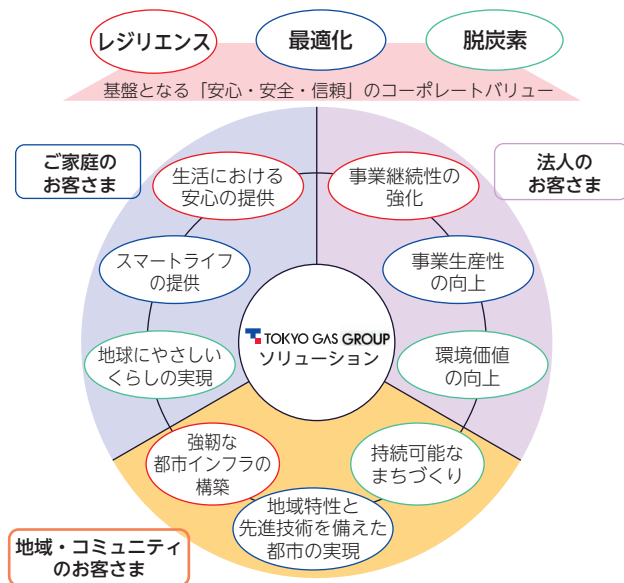 レジリエンス
最適化
脱炭素
基盤となる「安心・安全・信頼」のコーポレートバリュー
ご家庭の
お客さま
法人の
お客さま
生活における
安心の提供
事業継続性の
強化
スマートライフ
の提供
事業生産性
の向上
TOKYO GAS GROUP
ソリューション
地球にやさしい
くらしの実現
環境価値
の向上
強靭な
都市インフラの
構築
持続可能な
まちづくり
地域特性と
先進技術を備えた
都市の実現
地域・コミュニティ
のお客さま